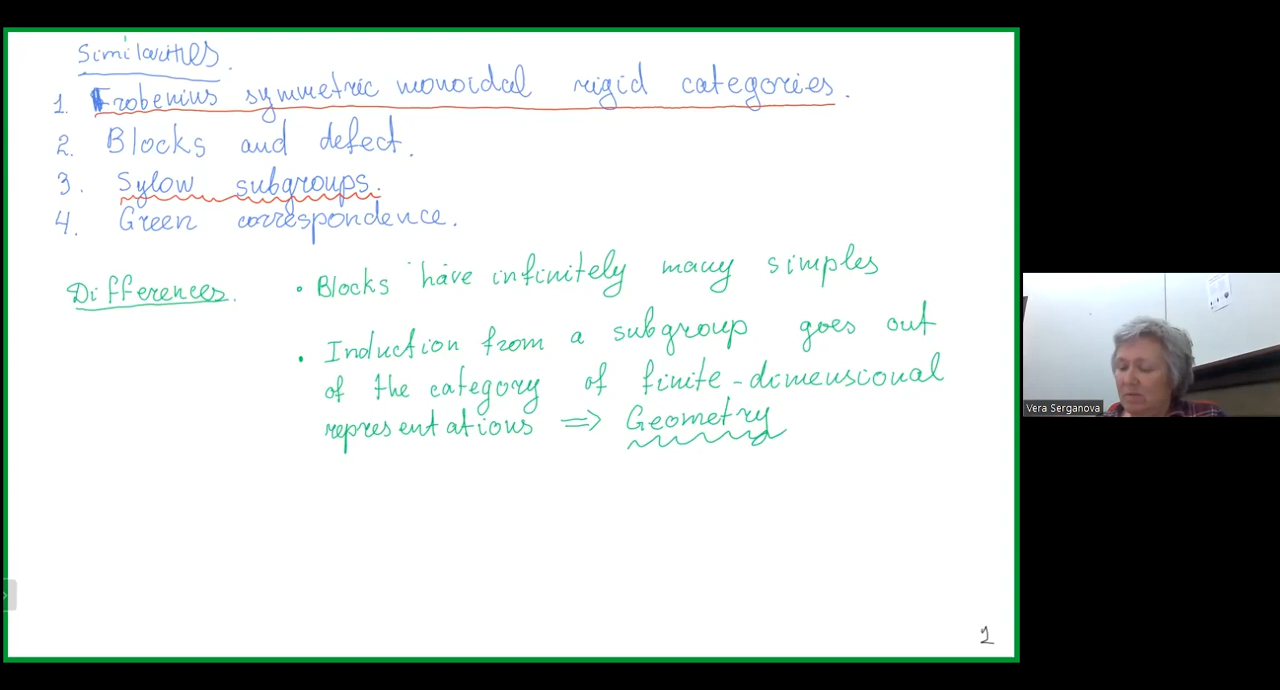 Similarities.
1. Frobenius symmetric monoidal rigid categories.
2. Blocks and defect.
3. Sylow subgroups.
4. Green correspondence.
Differences. • Blocks have infinitely many simples
• Induction from a subgroup goes out
of the category of finite-dimensional
representations => Geometry
Vera Serganova
1